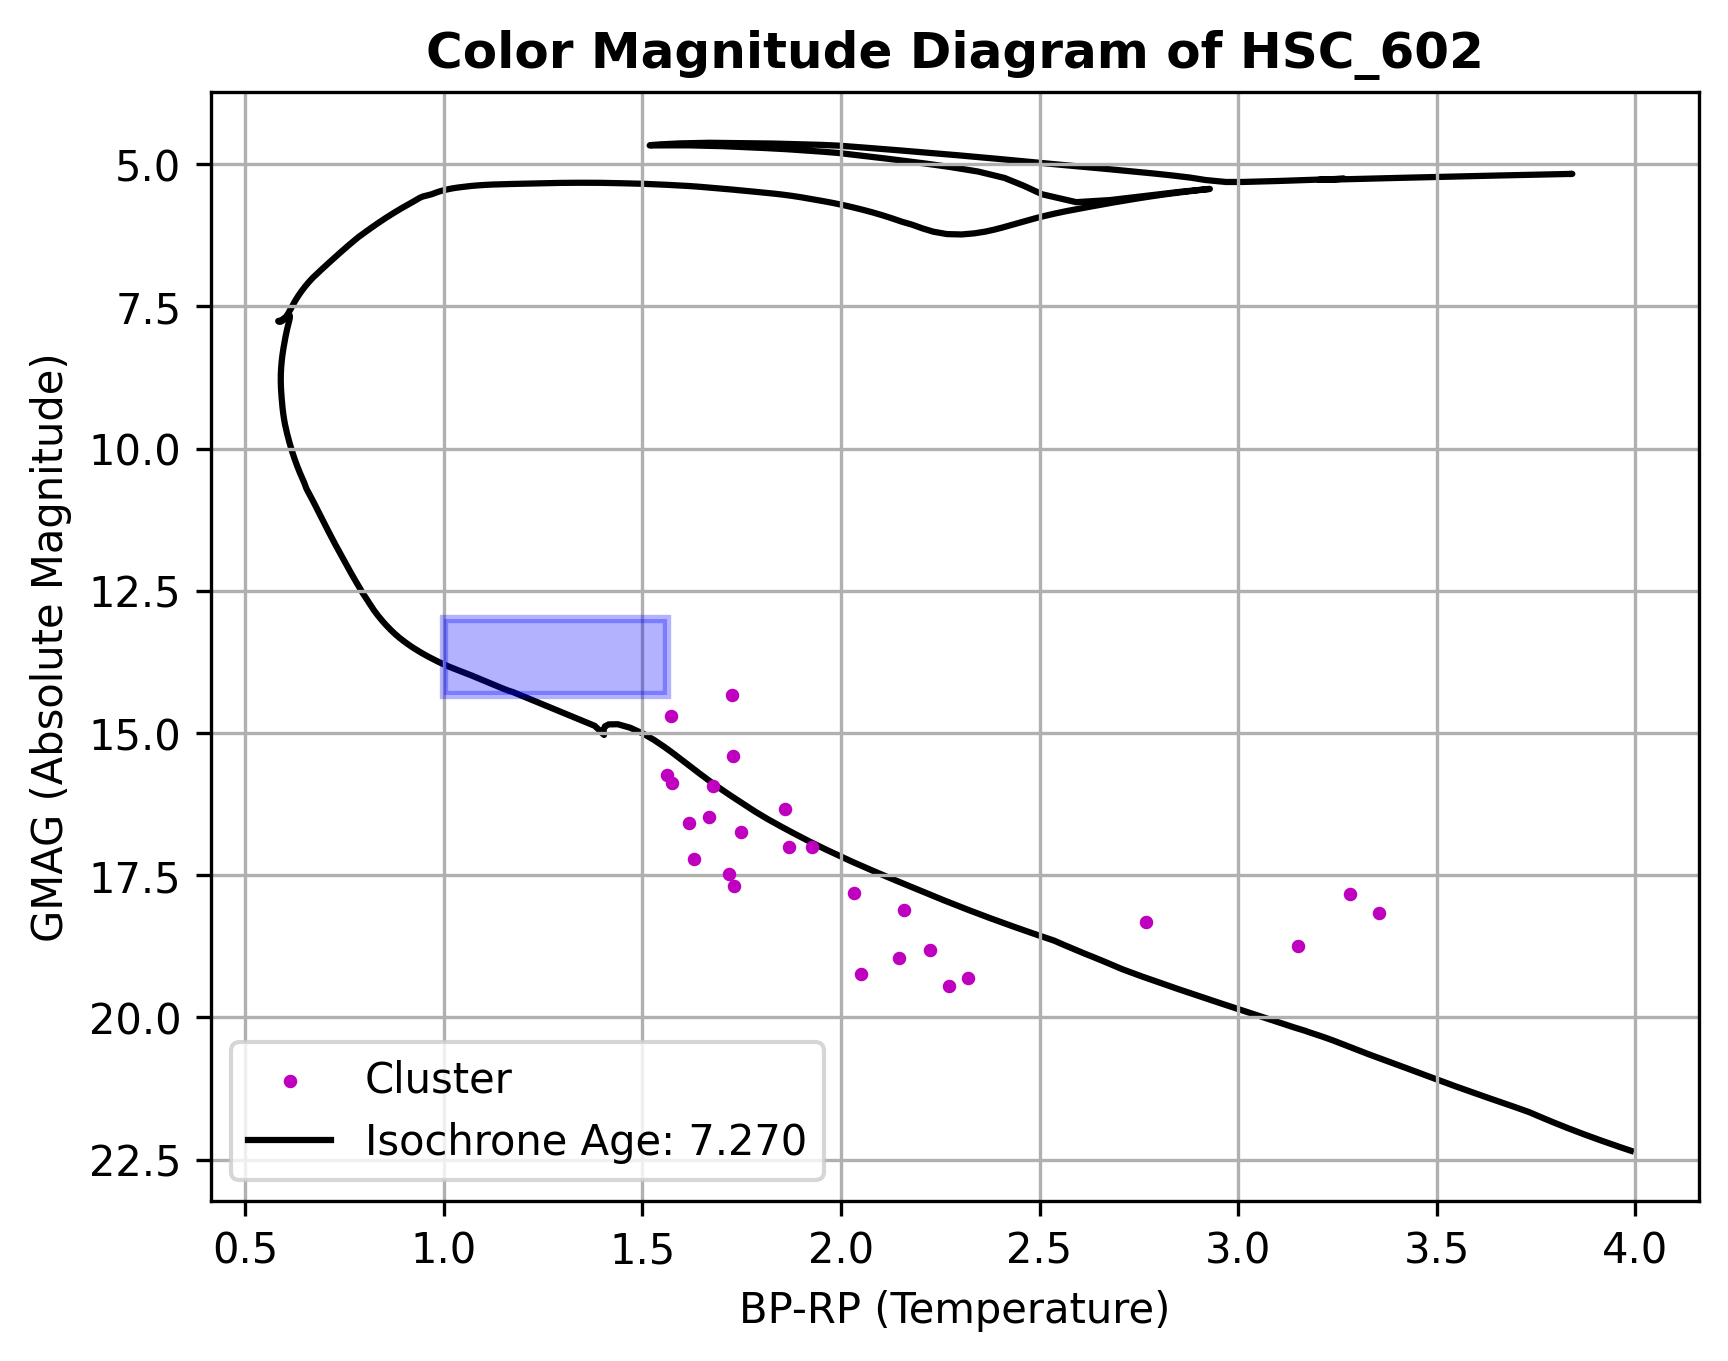 Color Magnitude Diagram of HSC_602
GMAG (Absolute Magnitude)
5.0
7.5
10.0
12.5
15.0
17.5
20.0
22.5
Cluster
Isochrone Age: 7.270
0.5 1.0 1.5 2.0 2.5 3.0 3.5 4.0
BP-RP (Temperature)